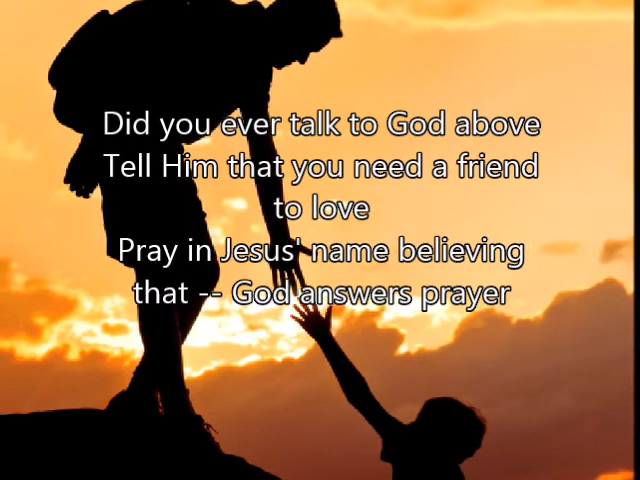 Did you ever talk to God above
Tell Him that you need a friend
to love
Pray in Jesus' name believing
that -- God answers prayer